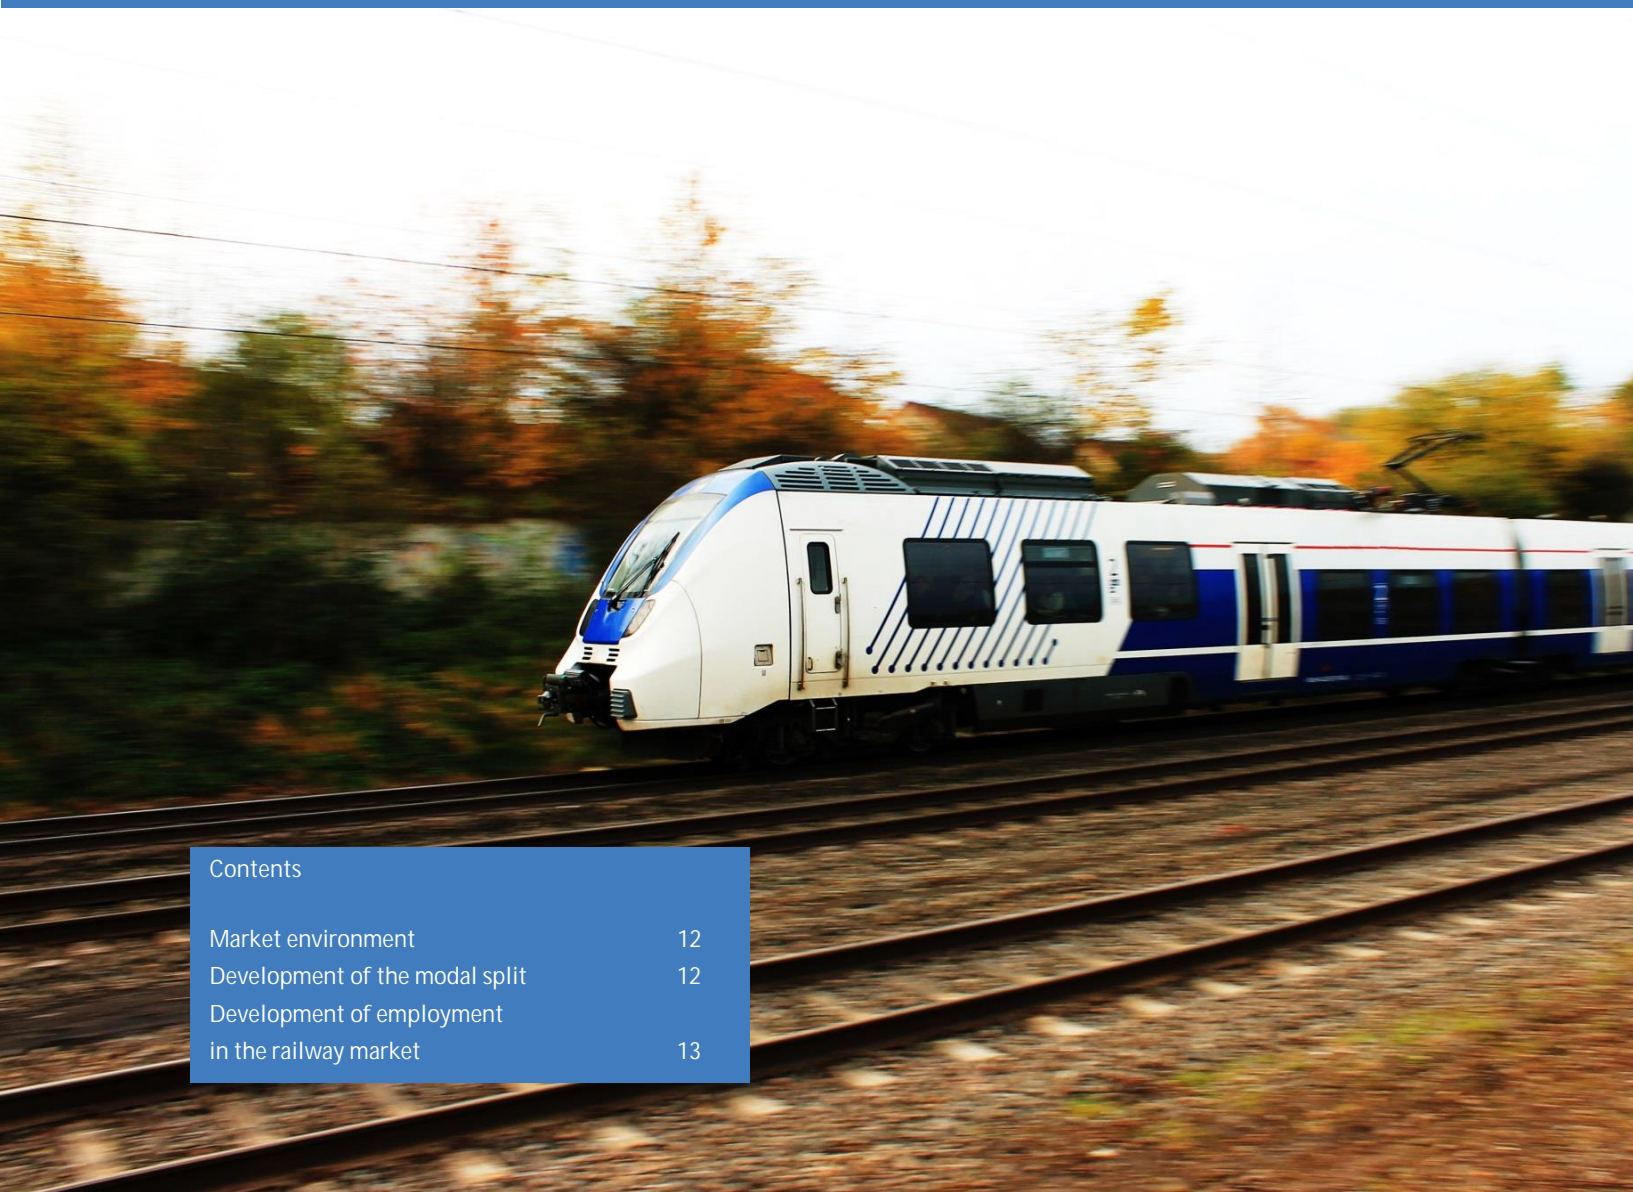 Contents
Market environment 12
Development of the modal split 12
Development of employment
in the railway market 13